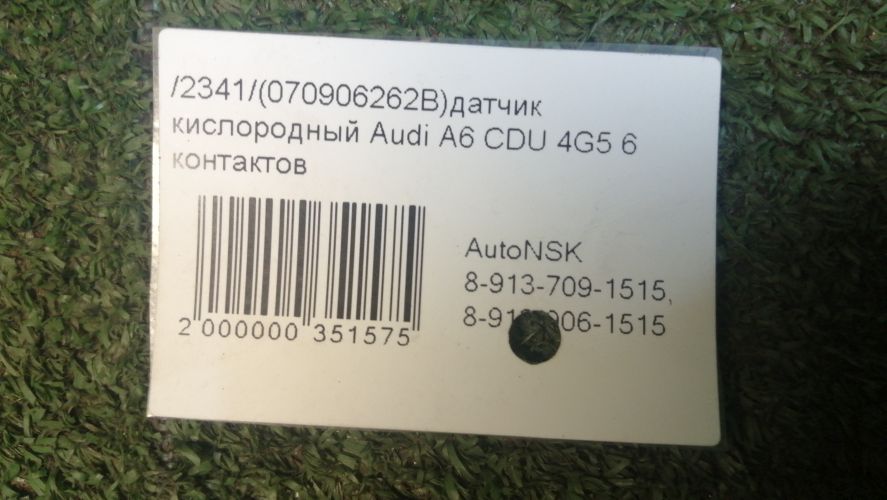 /2341/(070906262B)датчик
кислородный Audi A6 CDU 4G5 6
контактов
AutoNSK
8-913-709-1515,
2 000000 351575